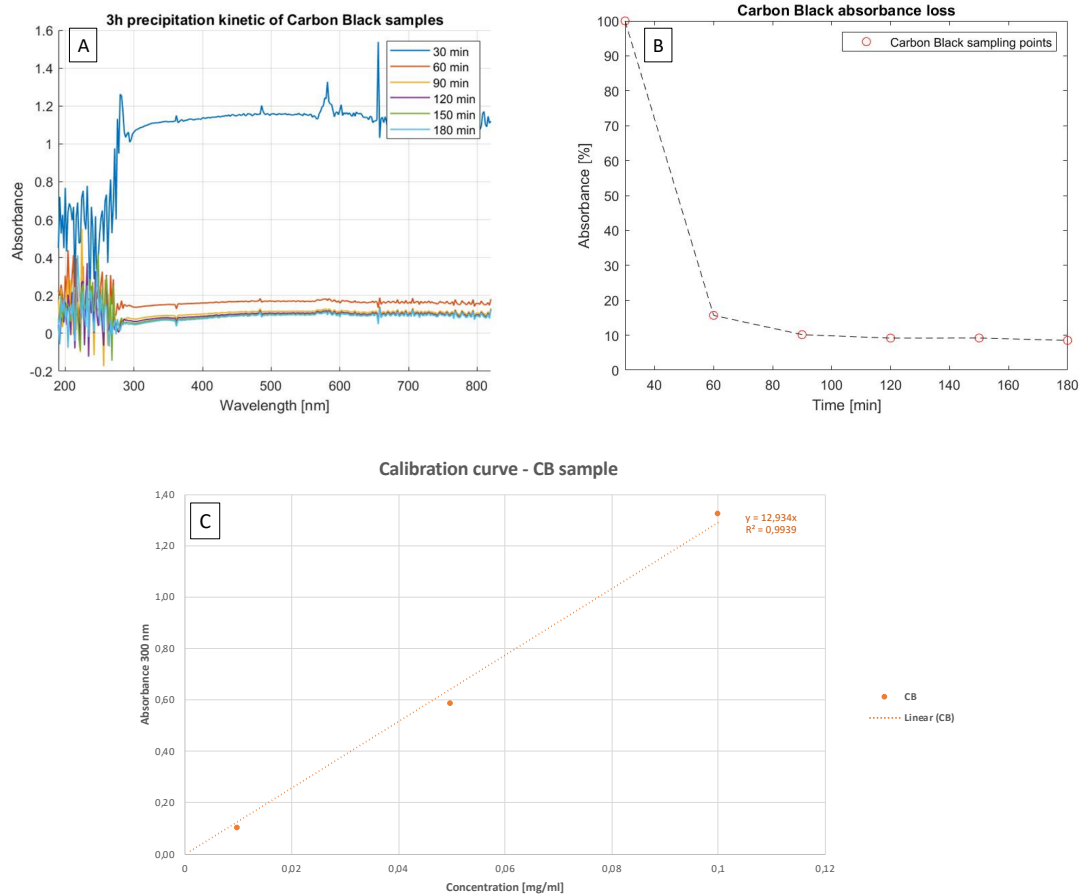 3h precipitation kinetic of Carbon Black samples
A
1.6
1.4
1.2
1
0.8
0.6
0.4
0.2
0
-0.2
Absorbance
30 min
60 min
90 min
120 min
150 min
180 min
200
300
400
500
600
700
800
Wavelength [nm]
Carbon Black absorbance loss
B
100
90
80
70
60
50
40
30
20
10
0
Absorbance [%]
Carbon Black sampling points
40
60
80
100
120
140
160
180
Time [min]
Calibration curve - CB sample
C
1,40
1,20
1,00
0,80
0,60
0,40
0,20
0,00
Absorbance 300 nm
y = 12,934x
R² = 0,9939
CB
Linear (CB)
0
0,02
0,04
0,06
0,08
0,1
0,12
Concentration [mg/ml]